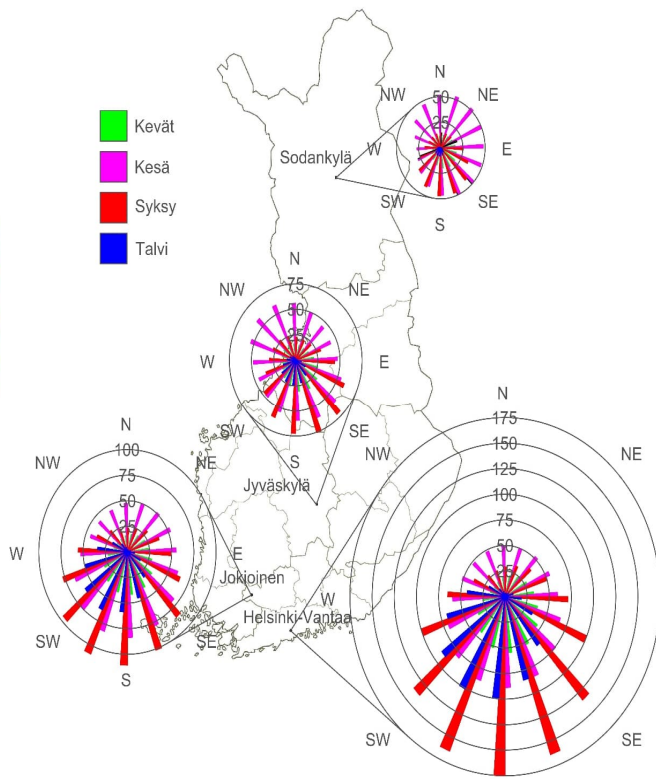 Kevät
Kesä
Syksy
Talvi
N
NW
NE
50
25
Sodankylä
W
E
SW
SE
S
N
75
NW
NE
50
25
W
E
SW
SE
S
Jyväskylä
N
100
NW
NE
75
50
25
W
E
Jokioinen
SW
SE
S
N
175
NW
NE
150
125
100
75
50
25
W
Helsinki-Vantaa
SW
SE